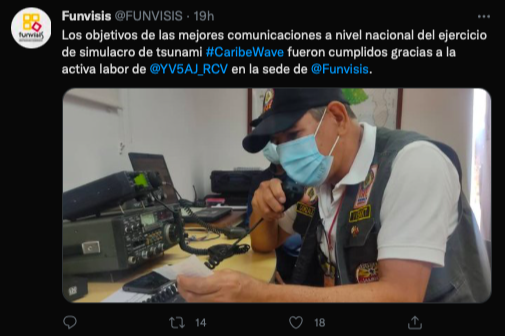 Funvisis @FUNVISIS · 19h
Los objetivos de las mejores comunicaciones a nivel nacional del ejercicio
de simulacro de tsunami #CaribeWave fueron cumplidos gracias a la
activa labor de @YV5AJ_RCV en la sede de @Funvisis.
funvisis
14
18